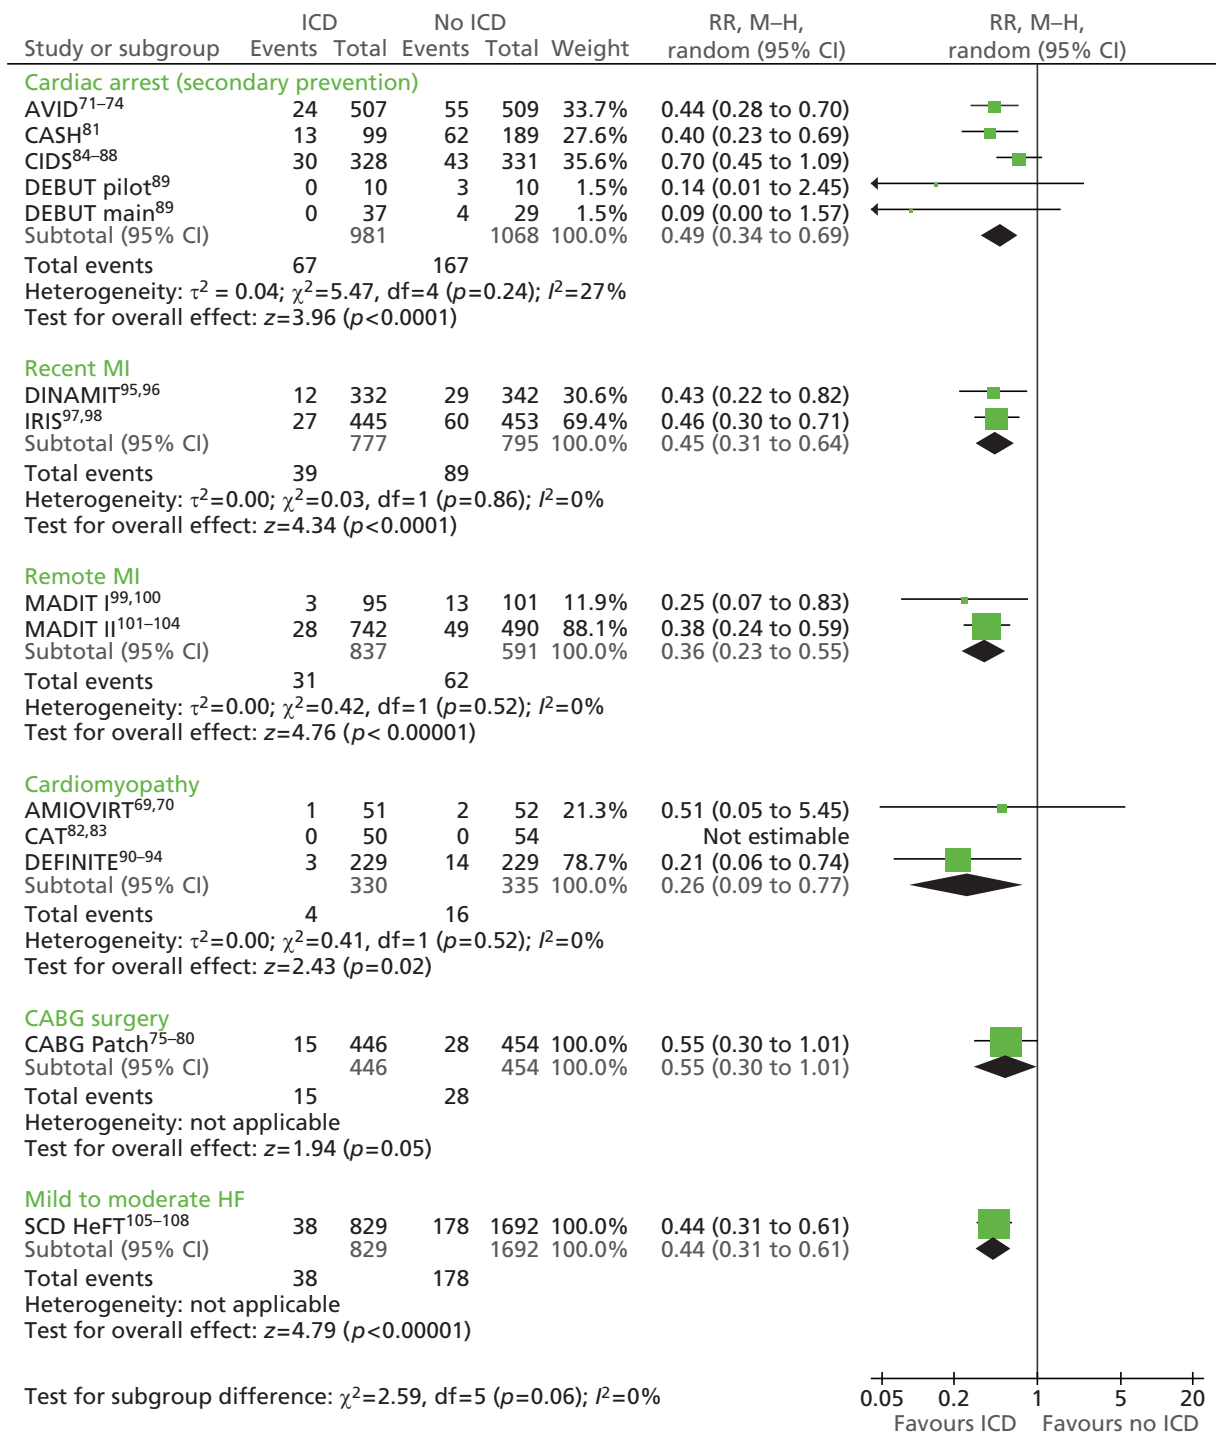 ICD No ICD RR, M–H, RR, M–H,
Study or subgroup Events Total Events Total Weight random (95% CI) random (95% CI)
Cardiac arrest (secondary prevention)
AVID71–74 24 507 55 509 33.7% 0.44 (0.28 to 0.70)
CASH81 13 99 62 189 27.6% 0.40 (0.23 to 0.69)
CIDS84–88 30 328 43 331 35.6% 0.70 (0.45 to 1.09)
DEBUT pilot89 0 10 3 10 1.5% 0.14 (0.01 to 2.45)
DEBUT main89 0 37 4 29 1.5% 0.09 (0.00 to 1.57)
Subtotal (95% CI) 981 1068 100.0% 0.49 (0.34 to 0.69)
Total events 67 167
Heterogeneity: τ2 = 0.04; χ2=5.47, df=4 (p=0.24); I2=27%
Test for overall effect: z=3.96 (p<0.0001)
Recent MI
DINAMIT95,96 12 332 29 342 30.6% 0.43 (0.22 to 0.82)
IRIS97,98 27 445 60 453 69.4% 0.46 (0.30 to 0.71)
Subtotal (95% CI) 777 795 100.0% 0.45 (0.31 to 0.64)
Total events 39 89
Heterogeneity: τ2=0.00; χ2=0.03, df=1 (p=0.86); I2=0%
Test for overall effect: z=4.34 (p<0.0001)
Remote MI
MADIT I99,100 3 95 13 101 11.9% 0.25 (0.07 to 0.83)
MADIT II101–104 28 742 49 490 88.1% 0.38 (0.24 to 0.59)
Subtotal (95% CI) 837 591 100.0% 0.36 (0.23 to 0.55)
Total events 31 62
Heterogeneity: τ2=0.00; χ2=0.42, df=1 (p=0.52); I2=0%
Test for overall effect: z=4.76 (p< 0.00001)
Cardiomyopathy
AMIOVIRT69,70 1 51 2 52 21.3% 0.51 (0.05 to 5.45)
CAT82,83 0 50 0 54 Not estimable
DEFINITE90–94 3 229 14 229 78.7% 0.21 (0.06 to 0.74)
Subtotal (95% CI) 330 335 100.0% 0.26 (0.09 to 0.77)
Total events 4 16
Heterogeneity: τ2=0.00; χ2=0.41, df=1 (p=0.52); I2=0%
Test for overall effect: z=2.43 (p=0.02)
CABG surgery
CABG Patch75–80 15 446 28 454 100.0% 0.55 (0.30 to 1.01)
Subtotal (95% CI) 446 454 100.0% 0.55 (0.30 to 1.01)
Total events 15 28
Heterogeneity: not applicable
Test for overall effect: z=1.94 (p=0.05)
Mild to moderate HF
SCD HeFT105–108 38 829 178 1692 100.0% 0.44 (0.31 to 0.61)
Subtotal (95% CI) 829 1692 100.0% 0.44 (0.31 to 0.61)
Total events 38 178
Heterogeneity: not applicable
Test for overall effect: z=4.79 (p<0.00001)
Test for subgroup difference: χ2=2.59, df=5 (p=0.06); I2=0%
0.05 0.2 1 5 20
Favours ICD Favours no ICD